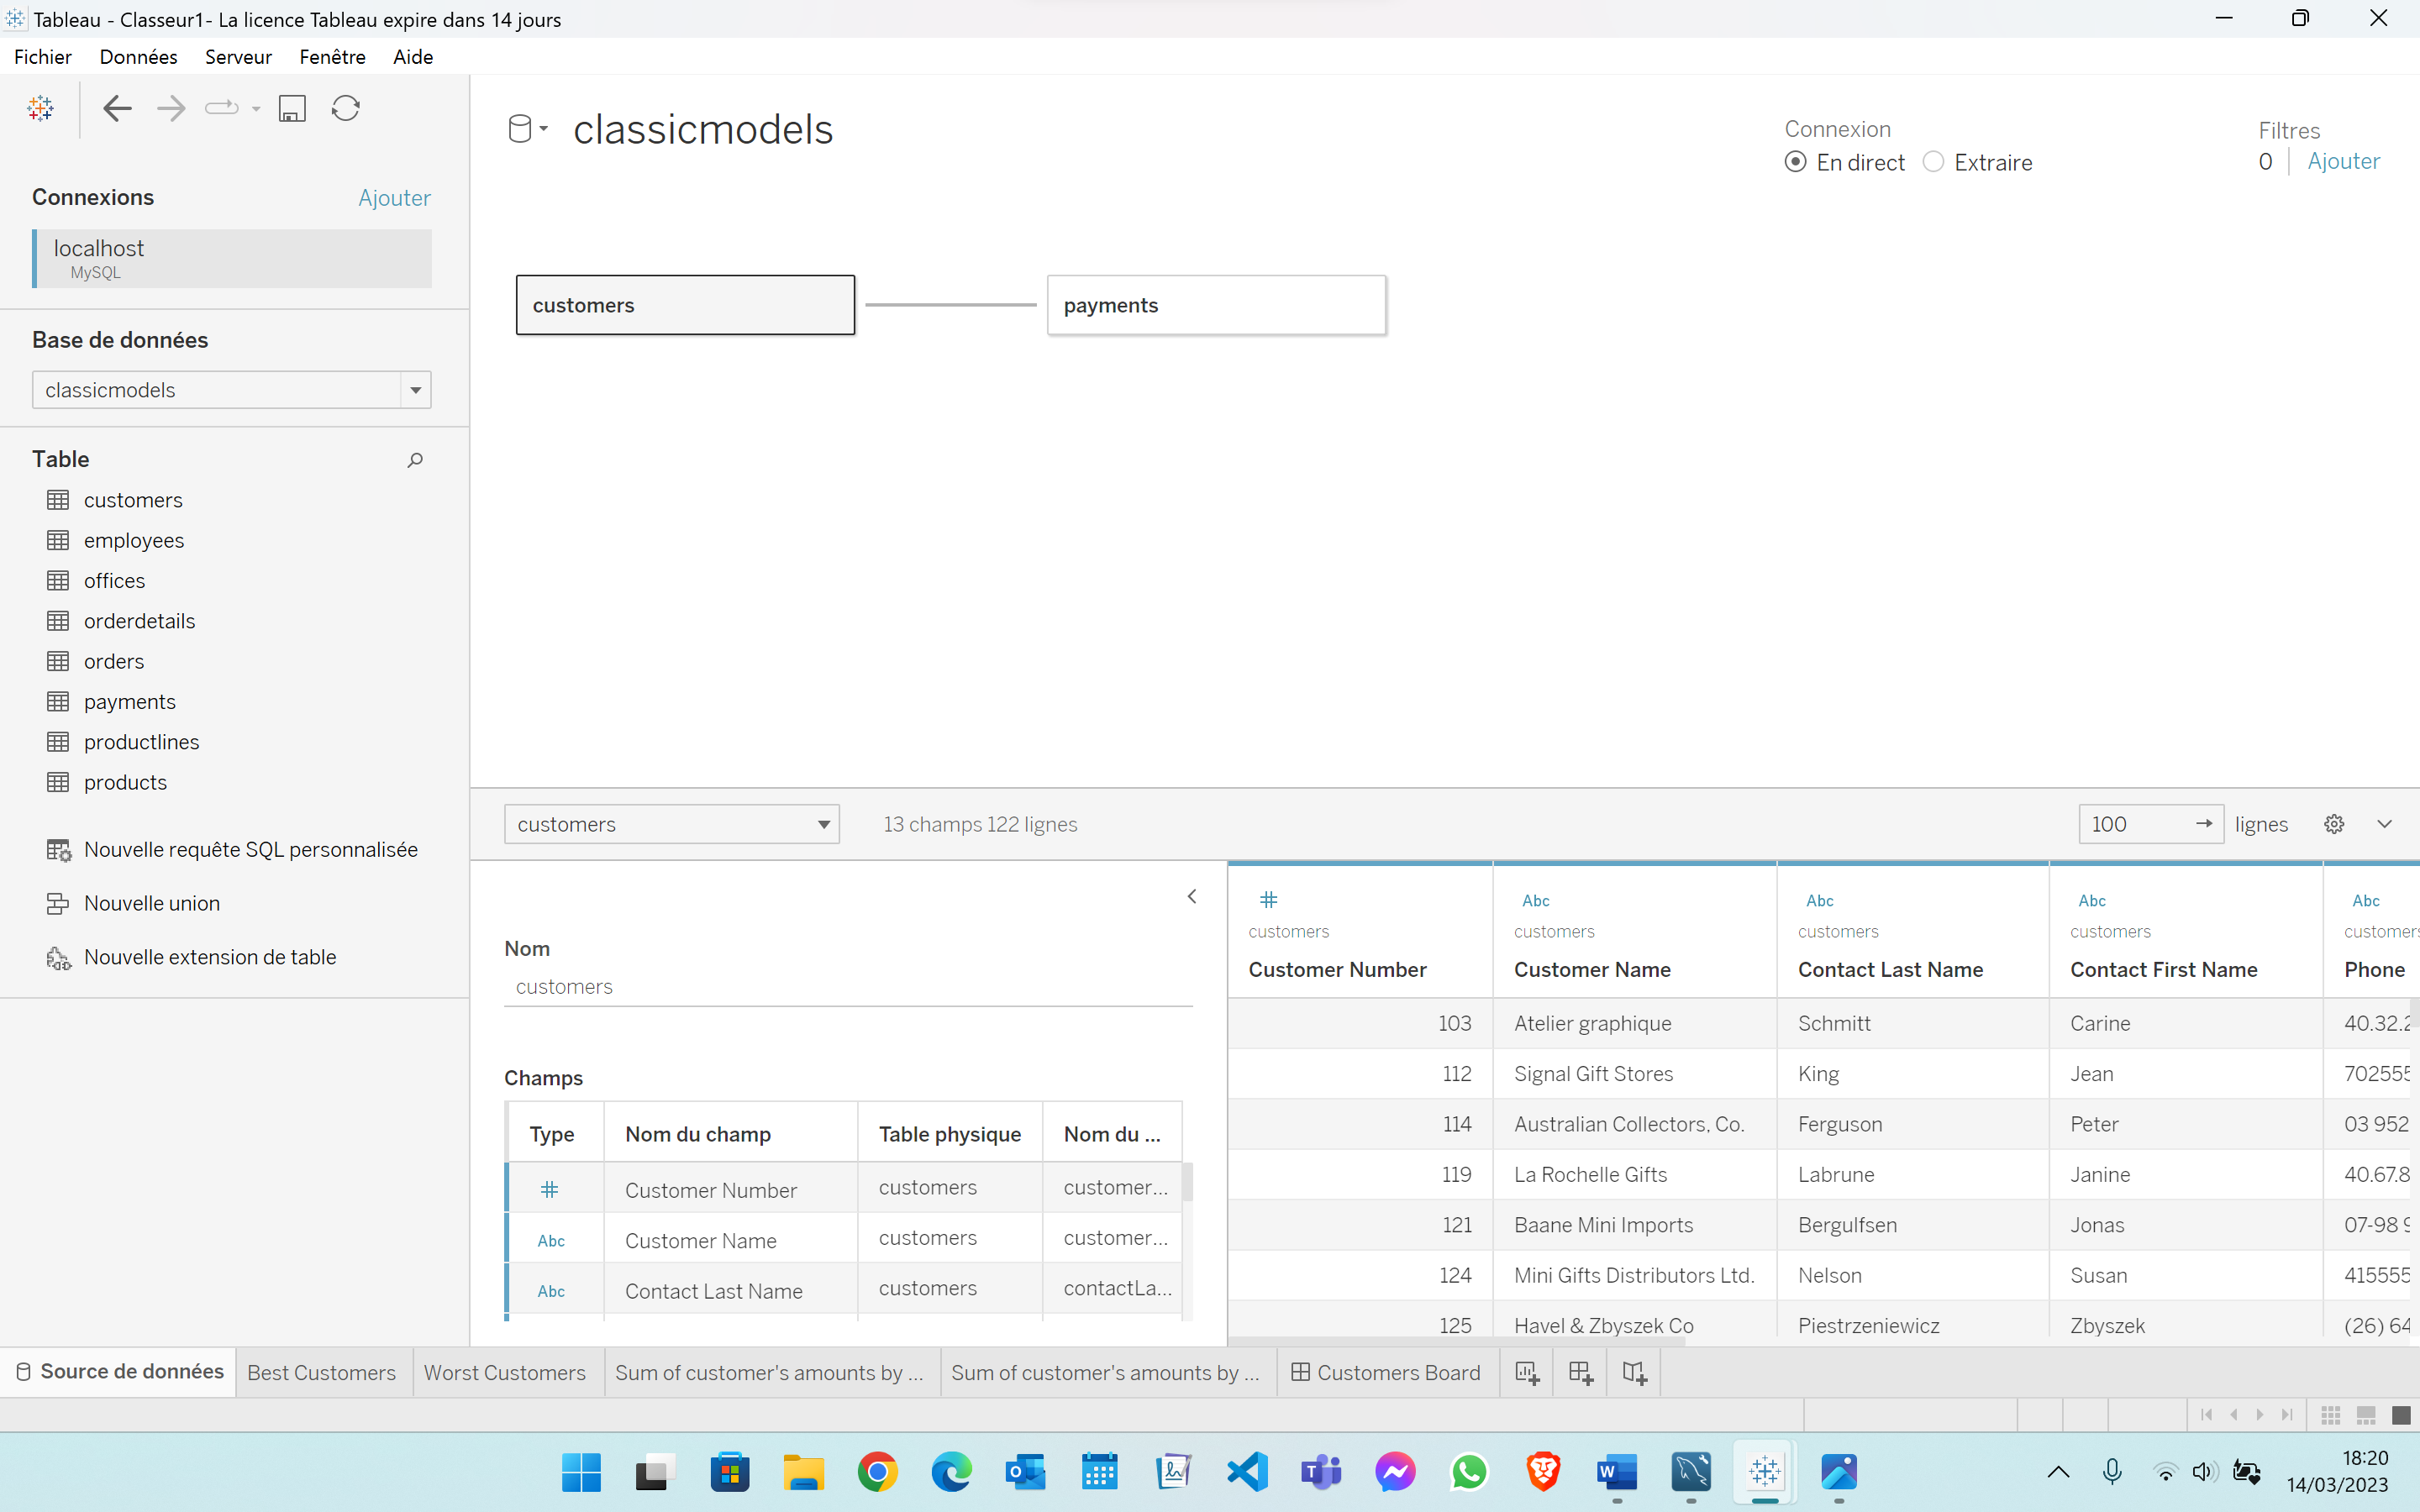 Tableau - Classeur1- La licence Tableau expire dans 14 jours
Fichier Données Serveur Fenêtre Aide
classicmodels
Connexion
En direct Extraire
Filtres
0 Ajouter
Connexions Ajouter
localhost
MySQL
Base de données
classicmodels
Table
customers
employees
offices
orderdetails
orders
payments
productlines
products
Nouvelle requête SQL personnalisée
Nouvelle union
Nouvelle extension de table
customers payments
customers 13 champs 122 lignes 100 lignes
Nom
customers
Champs
Type Nom du champ Table physique Nom du ...
# Customer Number customers customer...
Abc Customer Name customers customer...
Abc Contact Last Name customers contactLa...
# Abc Abc Abc Abc
customers customers customers customers customers
Customer Number Customer Name Contact Last Name Contact First Name Phone
103 Atelier graphique Schmitt Carine 40.32.2
112 Signal Gift Stores King Jean 702555
114 Australian Collectors, Co. Ferguson Peter 03 952
119 La Rochelle Gifts Labrune Janine 40.67.8
121 Baane Mini Imports Bergulfsen Jonas 07-98 9
124 Mini Gifts Distributors Ltd. Nelson Susan 415555
125 Havel & Zbyszek Co Piestrzeniewicz Zbyszek (26) 64
Source de données Best Customers Worst Customers Sum of customer's amounts by ... Sum of customer's amounts by ... Customers Board
18:20
14/03/2023